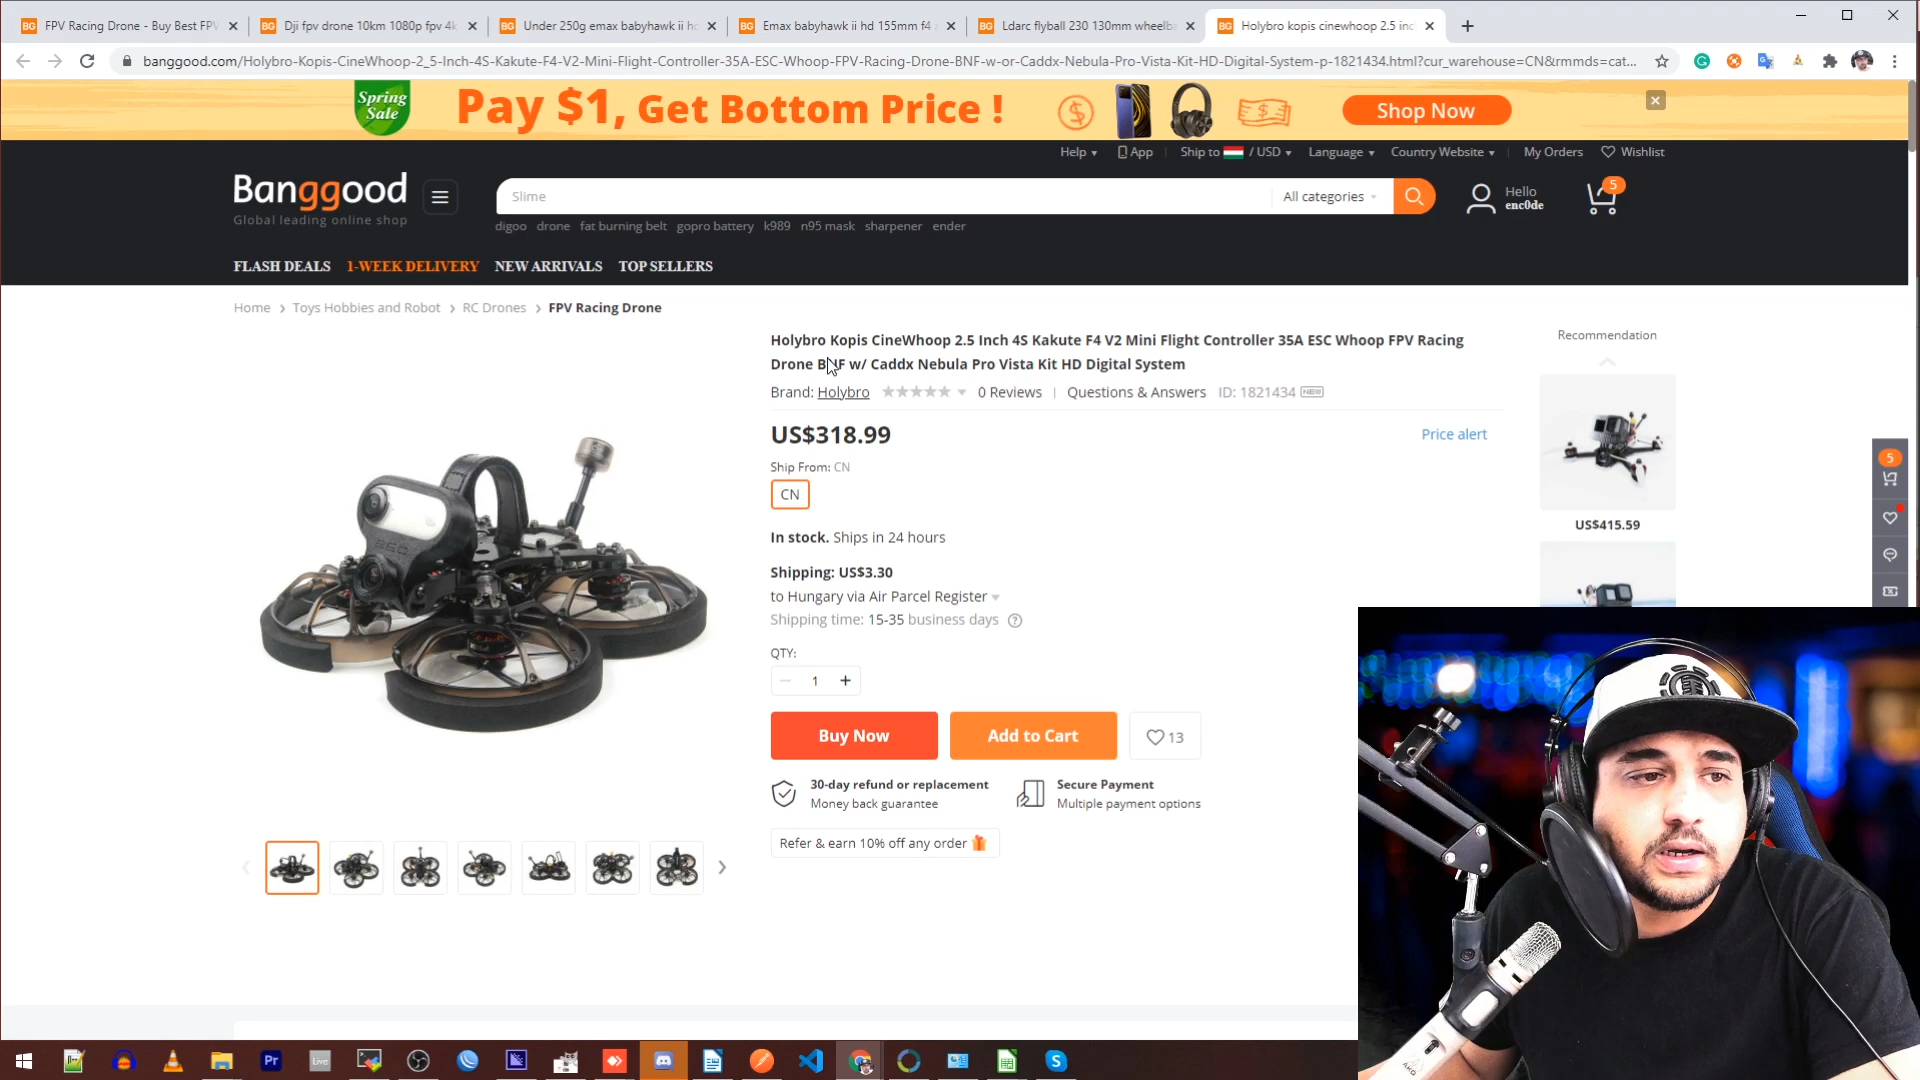 FPV Racing Drone - Buy Best FPV
Dji fpv drone 10km 1080p fpv 4k
Under 250g emax babyhawk ii hd
Emax babyhawk ii hd 155mm f4
Ldarc flyball 230 130mm wheelba
Holybro kopis cinewhoop 2.5 inc
banggood.com/Holybro-Kopis-CineWhoop-2_5-Inch-4S-Kakute-F4-V2-Mini-Flight-Controller-35A-ESC-Whoop-FPV-Racing-Drone-BNF-w-or-Caddx-Nebula-Pro-Vista-Kit-HD-Digital-System-p-1821434.html?cur_warehouse=CN&rmmds=cat...
Spring Sale
Pay $1, Get Bottom Price !
Shop Now
Help App Ship to / USD Language Country Website My Orders Wishlist
Banggood
Global leading online shop
Slime
All categories
Hello
enc0de
5
digoo drone fat burning belt gopro battery k989 n95 mask sharpener ender
FLASH DEALS 1-WEEK DELIVERY NEW ARRIVALS TOP SELLERS
Home > Toys Hobbies and Robot > RC Drones > FPV Racing Drone
Holybro Kopis CineWhoop 2.5 Inch 4S Kakute F4 V2 Mini Flight Controller 35A ESC Whoop FPV Racing
Drone BNF w/ Caddx Nebula Pro Vista Kit HD Digital System
Brand: Holybro 0 Reviews Questions & Answers ID: 1821434 NEW
US$318.99
Price alert
Ship From: CN
CN
In stock. Ships in 24 hours
Shipping: US$3.30
to Hungary via Air Parcel Register
Shipping time: 15-35 business days
QTY:
1
Buy Now
Add to Cart
13
30-day refund or replacement
Money back guarantee
Secure Payment
Multiple payment options
Refer & earn 10% off any order
Recommendation
US$415.59
5
Pr
Live